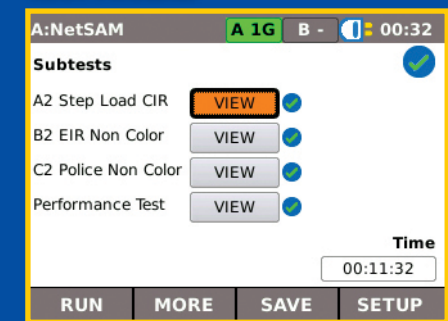 A:NetSAM A 1G B - 00:32
Subtests
A2 Step Load CIR VIEW
B2 EIR Non Color VIEW
C2 Police Non Color VIEW
Performance Test VIEW
Time
00:11:32
RUN MORE SAVE SETUP